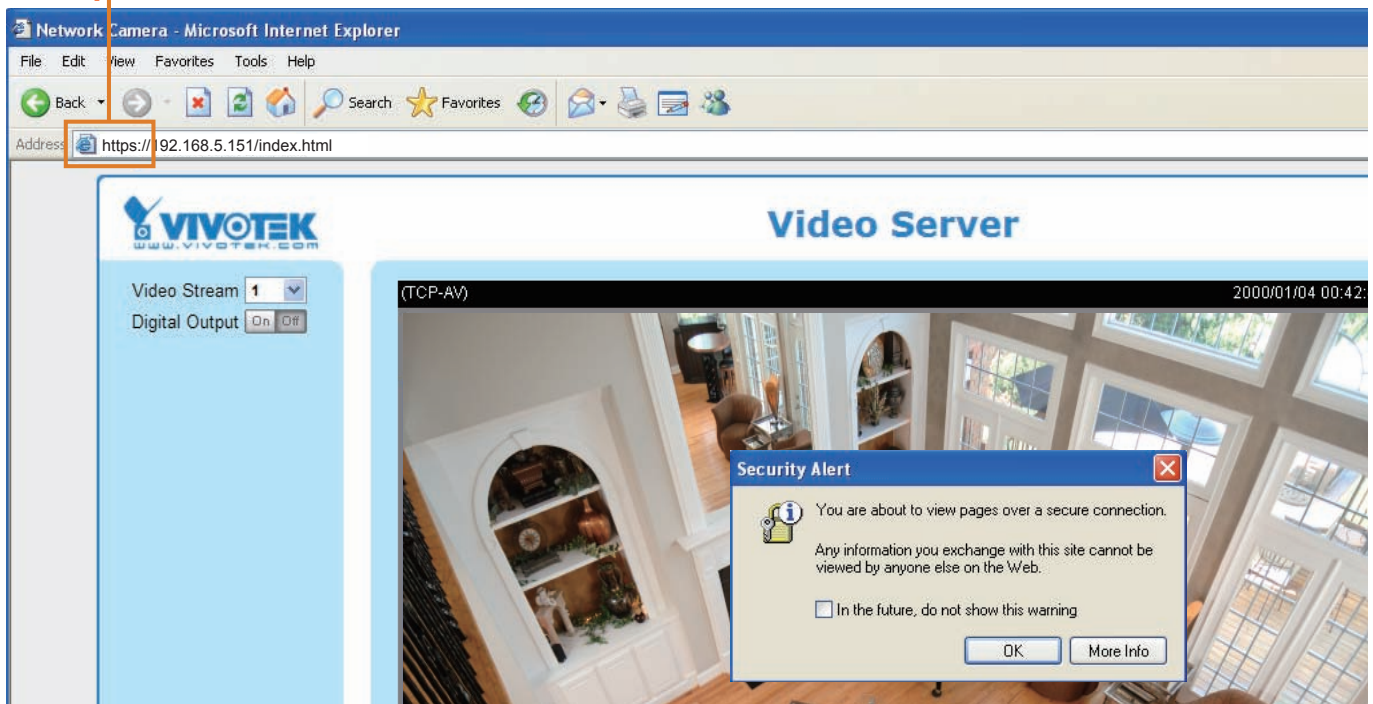 Network Camera - Microsoft Internet Explorer
File Edit View Favorites Tools Help
Back Search Favorites
Address https://192.168.5.151/index.html
VIVOTEK
www.vivotek.com
Video Server
Video Stream 1
Digital Output On Off
(TCP-AV) 2000/01/04 00:42:
Security Alert
You are about to view pages over a secure connection.
Any information you exchange with this site cannot be
viewed by anyone else on the Web.
In the future, do not show this warning
OK More Info